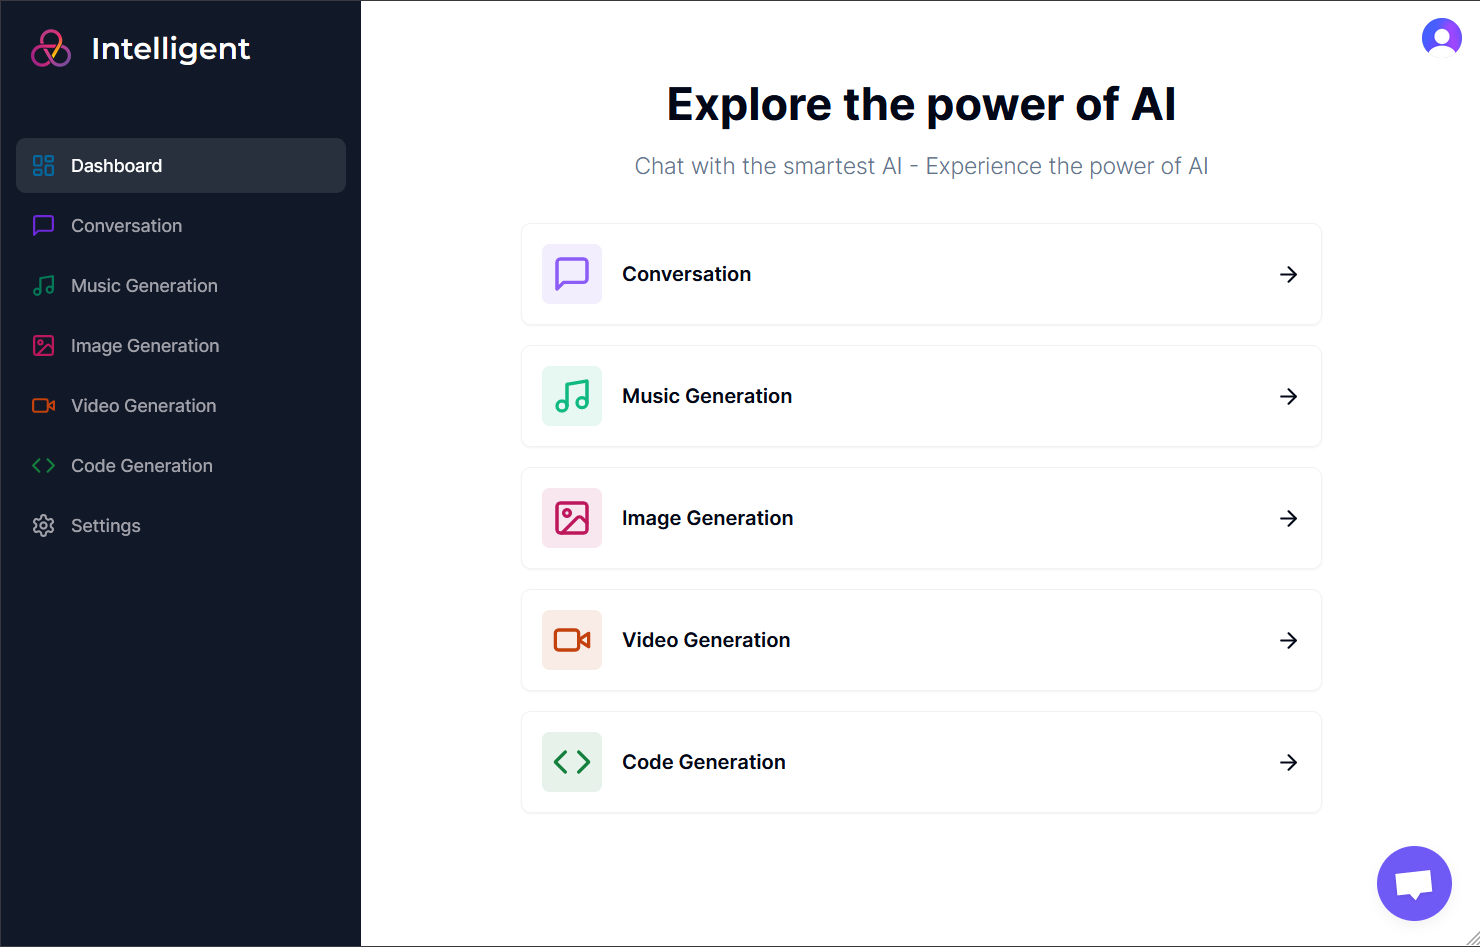 Intelligent
Dashboard
Conversation
Music Generation
Image Generation
Video Generation
Code Generation
Settings
Explore the power of AI
Chat with the smartest AI - Experience the power of AI
Conversation
Music Generation
Image Generation
Video Generation
Code Generation